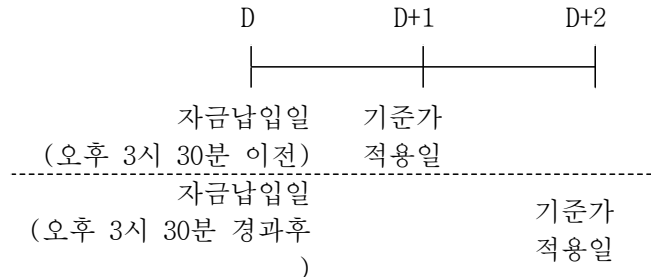 D D+1 D+2
자금납입일 기준가
(오후 3시 30분 이전) 적용일
자금납입일
기준가
(오후 3시 30분 경과후
적용일
)